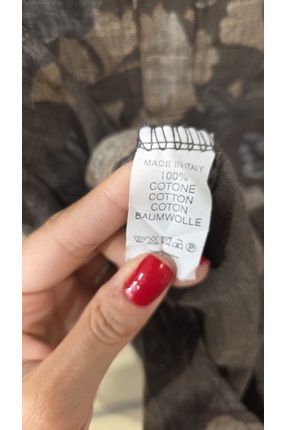 MADE IN ITALY
100%
COTONE
COTTON
COTON
BAUMWOLLE